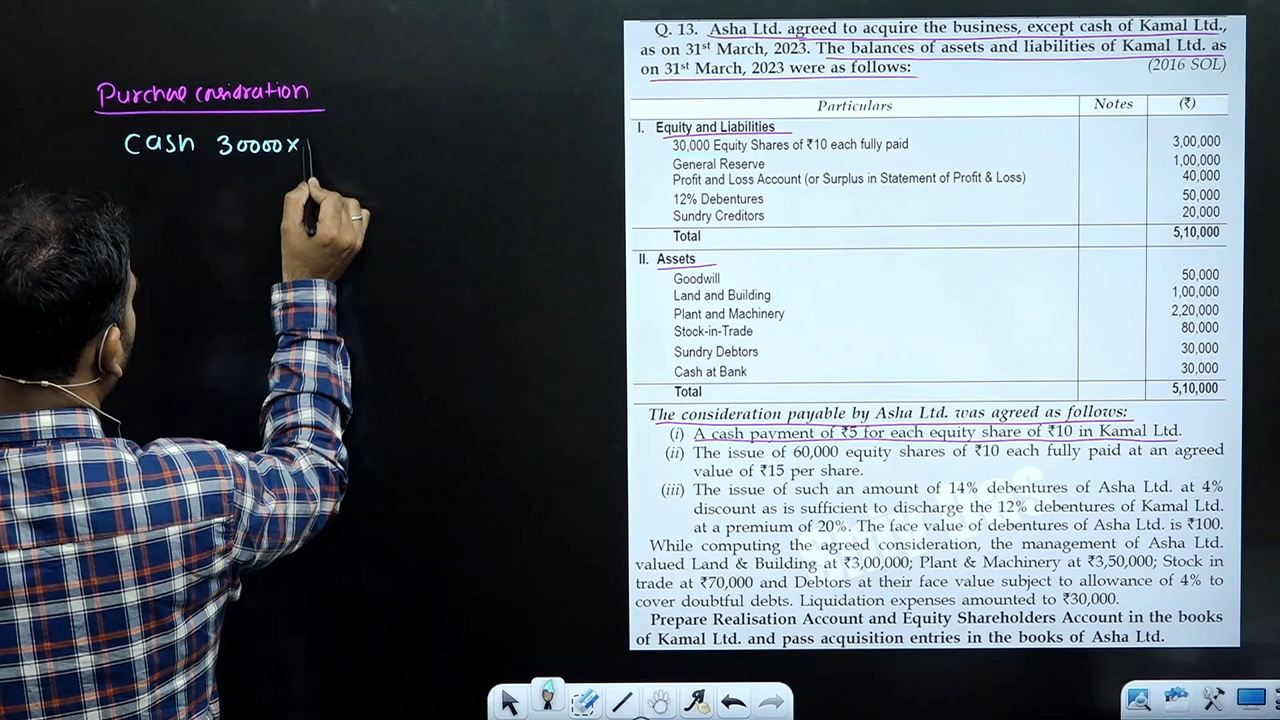 Purchae consideration
Cash 30000×
Q. 13. Asha Ltd. agreed to acquire the business, except cash of Kamal Ltd.,
as on 31st March, 2023. The balances of assets and liabilities of Kamal Ltd. as
on 31st March, 2023 were as follows: (2016 SOL)
Particulars Notes (₹)
I. Equity and Liabilities
30,000 Equity Shares of ₹10 each fully paid 3,00,000
General Reserve 1,00,000
Profit and Loss Account (or Surplus in Statement of Profit & Loss) 40,000
12% Debentures 50,000
Sundry Creditors 20,000
Total 5,10,000
II. Assets
Goodwill 50,000
Land and Building 1,00,000
Plant and Machinery 2,20,000
Stock-in-Trade 80,000
Sundry Debtors 30,000
Cash at Bank 30,000
Total 5,10,000
The consideration payable by Asha Ltd. was agreed as follows:
(i) A cash payment of ₹5 for each equity share of ₹10 in Kamal Ltd.
(ii) The issue of 60,000 equity shares of ₹10 each fully paid at an agreed
value of ₹15 per share.
(iii) The issue of such an amount of 14% debentures of Asha Ltd. at 4%
discount as is sufficient to discharge the 12% debentures of Kamal Ltd.
at a premium of 20%. The face value of debentures of Asha Ltd. is ₹100.
While computing the agreed consideration, the management of Asha Ltd.
valued Land & Building at ₹3,00,000; Plant & Machinery at ₹3,50,000; Stock in
trade at ₹70,000 and Debtors at their face value subject to allowance of 4% to
cover doubtful debts. Liquidation expenses amounted to ₹30,000.
Prepare Realisation Account and Equity Shareholders Account in the books
of Kamal Ltd. and pass acquisition entries in the books of Asha Ltd.